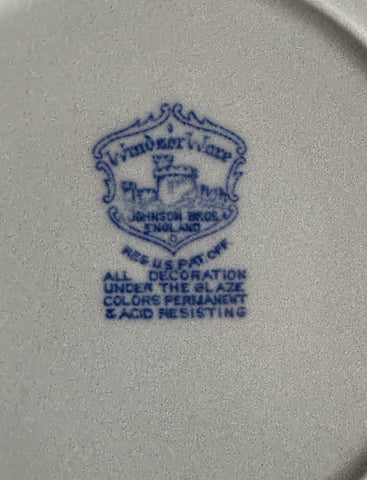 Windsor Ware
JOHNSON BROS
ENGLAND
REG. U.S. PAT. OFF.
ALL DECORATION
UNDER THE GLAZE
COLORS PERMANENT
& ACID RESISTING